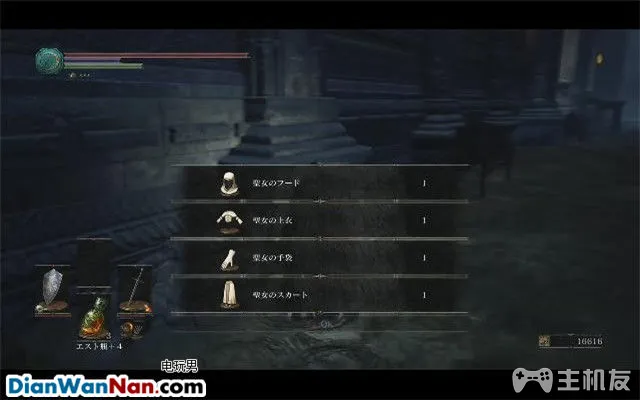 聖女のフード 1
聖女の上衣 1
聖女の手袋 1
聖女のスカート 1
OK
エスト瓶+4
16616
电玩男
DianWanNan.com
主机友